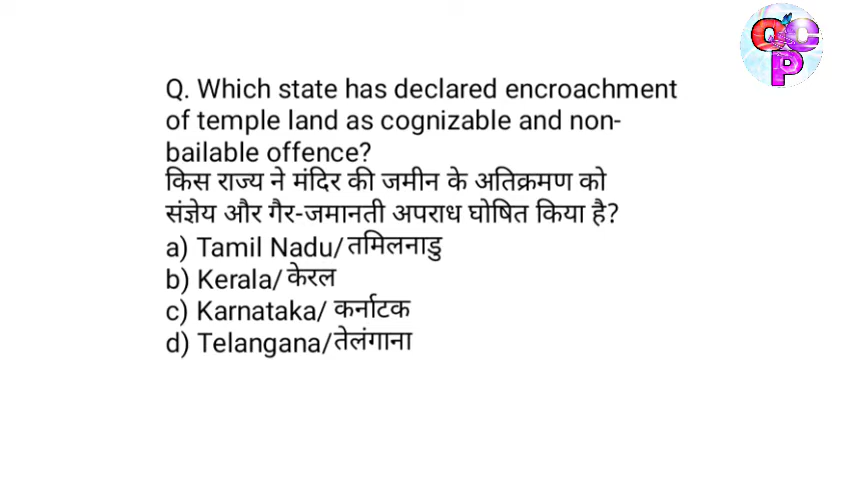 QCP
Q. Which state has declared encroachment
of temple land as cognizable and non-
bailable offence?
किस राज्य ने मंदिर की जमीन के अतिक्रमण को
संज्ञेय और गैर-जमानती अपराध घोषित किया है?
a) Tamil Nadu/तमिलनाडु
b) Kerala/केरल
c) Karnataka/ कर्नाटक
d) Telangana/तेलंगाना